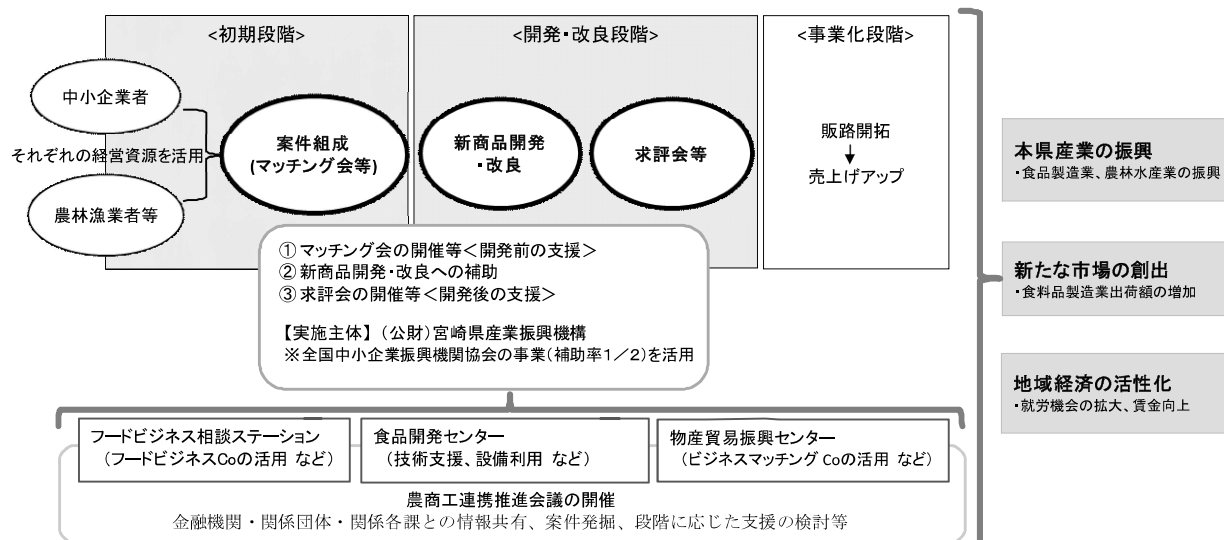 <初期段階>
<開発・改良段階>
<事業化段階>
中小企業者
それぞれの経営資源を活用
農林漁業者等
案件組成
(マッチング会等)
新商品開発
・改良
求評会等
販路開拓
↓
売上げアップ
① マッチング会の開催等<開発前の支援>
② 新商品開発・改良への補助
③ 求評会の開催等<開発後の支援>
【実施主体】 (公財)宮崎県産業振興機構
※全国中小企業振興機関協会の事業(補助率1/2)を活用
フードビジネス相談ステーション
(フードビジネスCoの活用 など)
食品開発センター
(技術支援、設備利用 など)
物産貿易振興センター
(ビジネスマッチング Coの活用 など)
農商工連携推進会議の開催
金融機関・関係団体・関係各課との情報共有、案件発掘、段階に応じた支援の検討等
本県産業の振興
・食品製造業、農林水産業の振興
新たな市場の創出
・食料品製造業出荷額の増加
地域経済の活性化
・就労機会の拡大、賃金向上